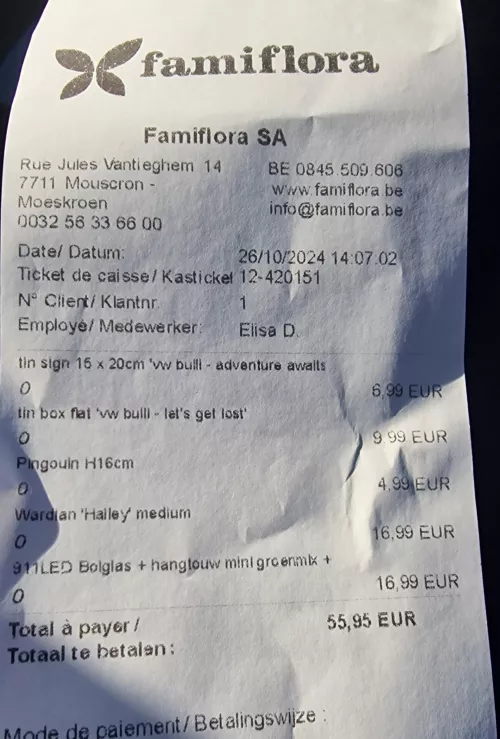 famiflora
Famiflora SA
Rue Jules Vantieghem 14
BE 0845.509.606
7711 Mouscron -
www.famiflora.be
Moeskroen
info@famiflora.be
0032 56 33 66 00
Date/ Datum: 26/10/2024 14:07:02
Ticket de caisse/ Kasticket 12-420151
N° Client/ Klantnr. 1
Employé/ Medewerker: Elisa D.
tin sign 15 x 20cm 'vw bulli - adventure awaits
0 6,99 EUR
tin box flat 'vw bulli - let's get lost'
0 9,99 EUR
Pingouin H16cm
0 4,99 EUR
Wardian 'Hailey' medium
0 16,99 EUR
911LED Bolglas + hangtouw mini groenmix +
0 16,99 EUR
Total à payer / 55,95 EUR
Totaal te betalen :
Mode de paiement / Betalingswijze :